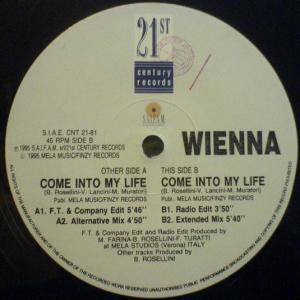 21ST
century
records
S.A.I.F.A.M.
WIENNA
S.I.A.E. CNT 21-81
45 RPM SIDE B
℗ 1995 S.A.I.F.A.M. s/r/21st CENTURY RECORDS
© 1995 MELA MUSIC/FINZY RECORDS
OTHER SIDE A
COME INTO MY LIFE
(B. Rosellini-V. Lancini-M. Muratori)
Publ. MELA MUSIC/FINZY RECORDS
A1. F.T. & Company Edit 5'46"
A2. Alternative Mix 4'50"
THIS SIDE B
COME INTO MY LIFE
(B. Rosellini-V. Lancini-M. Muratori)
Publ. MELA MUSIC/FINZY RECORDS
B1. Radio Edit 3'50"
B2. Extended Mix 5'40"
F.T. & Company Edit and Radio Edit Produced by
M. FARINA-B. ROSELLINI-F. TURATTI
at MELA STUDIOS (Verona) ITALY
Other tracks Produced by
B. ROSELLINI